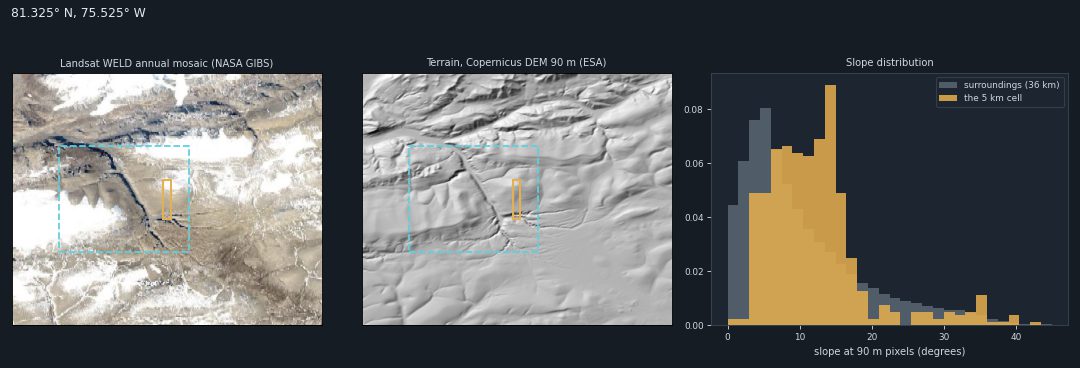 81.325° N, 75.525° W
Landsat WELD annual mosaic (NASA GIBS)
Terrain, Copernicus DEM 90 m (ESA)
Slope distribution
surroundings (36 km)
the 5 km cell
0.08
0.06
0.04
0.02
0.00
0 10 20 30 40
slope at 90 m pixels (degrees)